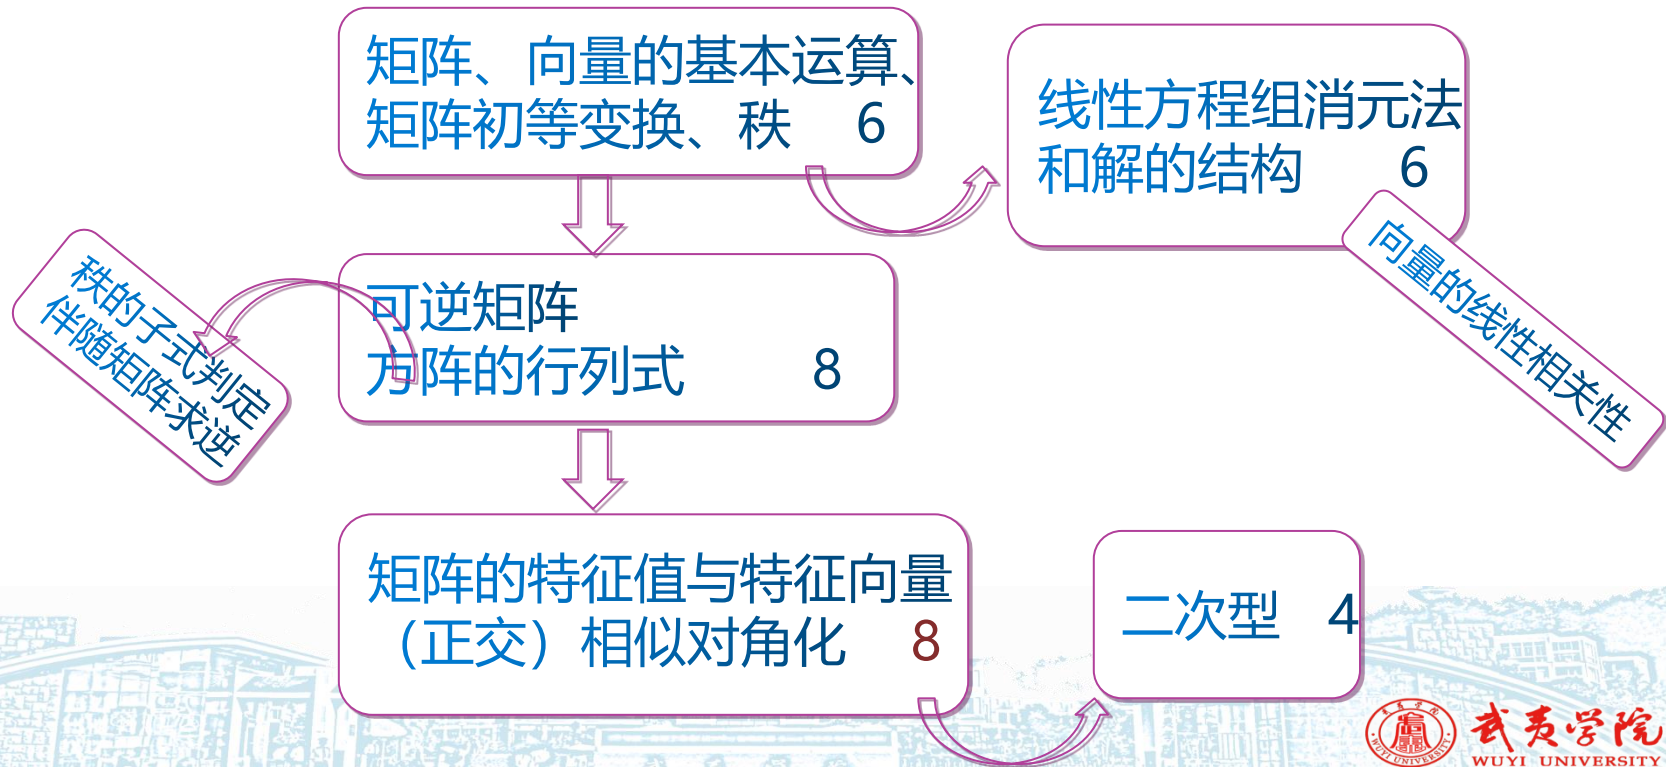 矩阵、向量的基本运算、
矩阵初等变换、秩 6
线性方程组消元法
和解的结构 6
向量的线性相关性
可逆矩阵
方阵的行列式 8
秩的子式判定
伴随矩阵求逆
矩阵的特征值与特征向量
（正交）相似对角化 8
二次型 4
武夷学院
WUYI UNIVERSITY